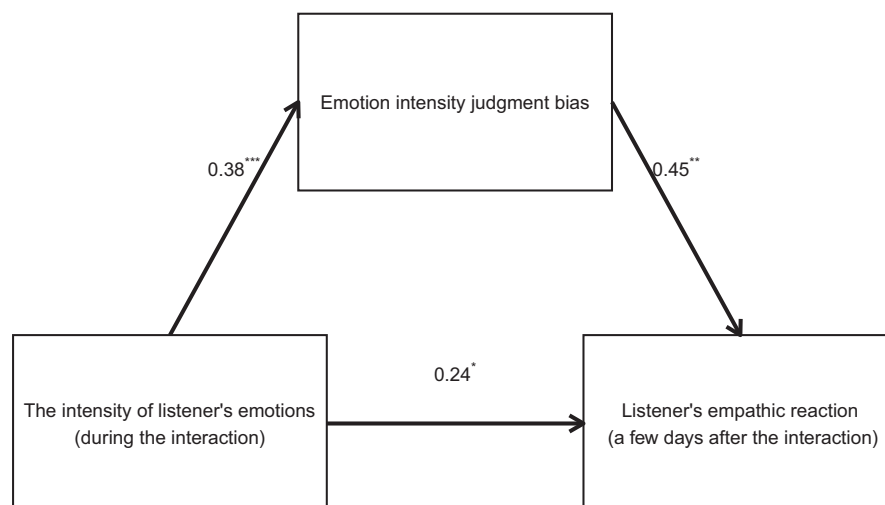 Emotion intensity judgment bias
0.38***
0.45**
0.24*
The intensity of listener's emotions
(during the interaction)
Listener's empathic reaction
(a few days after the interaction)